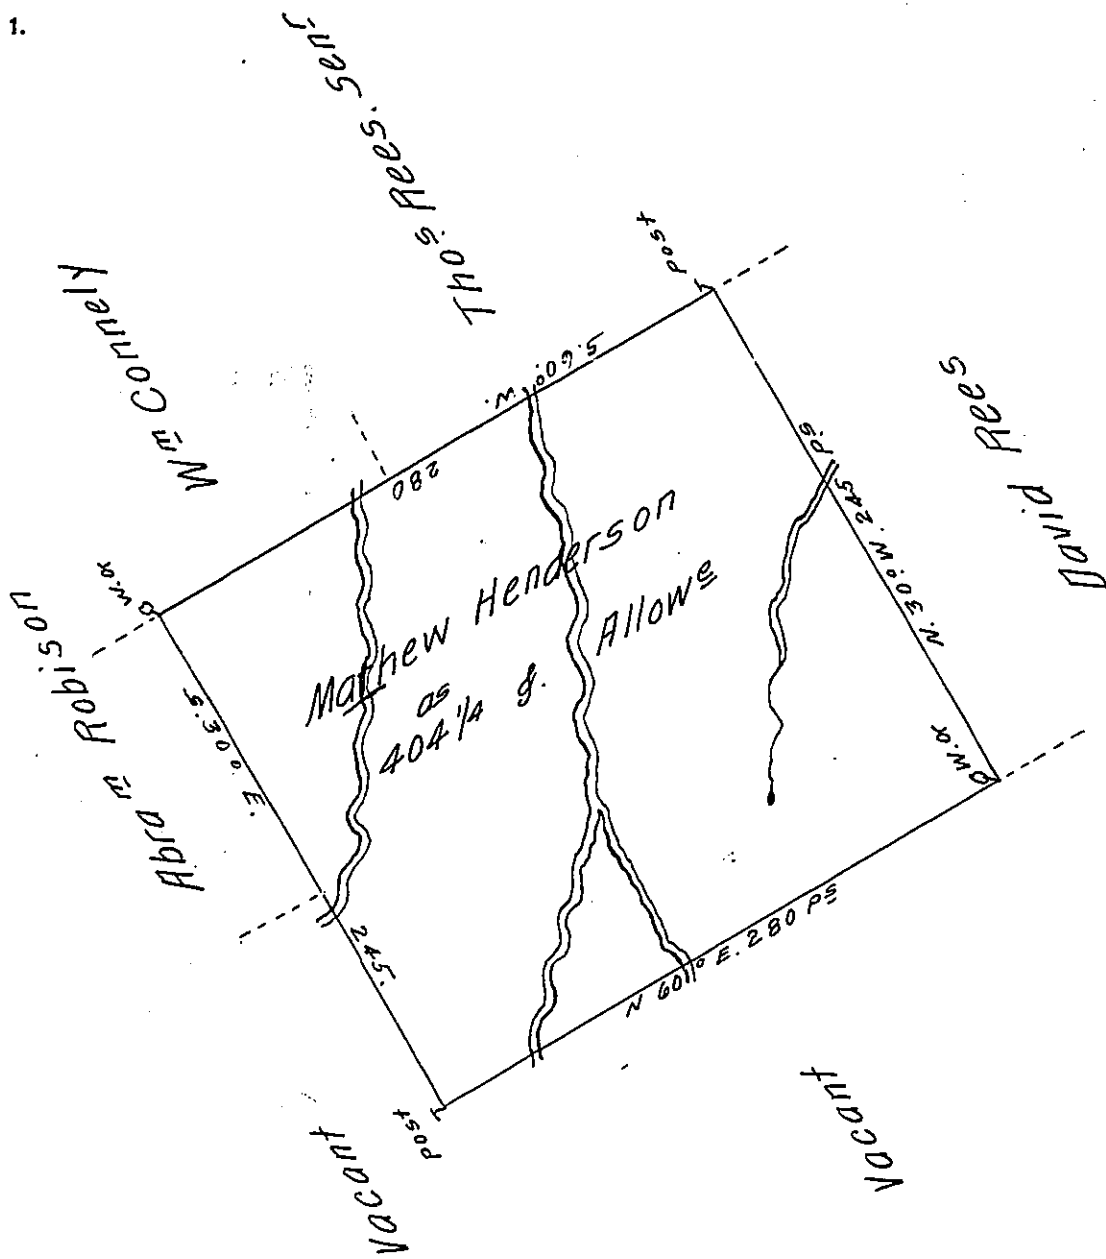 1.
Thos. Rees. Senr
Wm Connely
Abram Robison
W.O
Post
S. 60°. W.
280
S. 30°. E.
245.
Mathew Henderson
as
404 1/4 & Allowe
N. 30° W. 245 P.s
David Rees
W.O
N 60° E. 280 Ps
Post
Vacant
Vacant